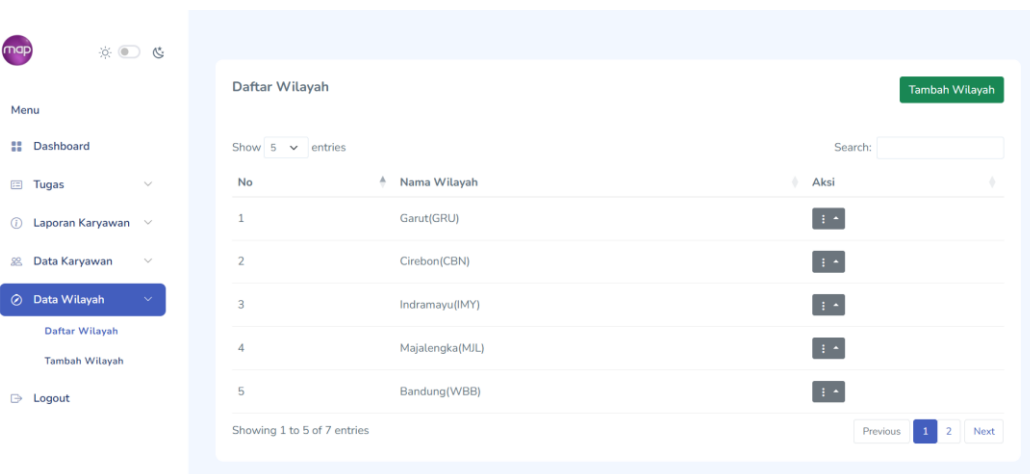 map
Menu
Dashboard
Tugas
Laporan Karyawan
Data Karyawan
Data Wilayah
Daftar Wilayah
Tambah Wilayah
Logout
Daftar Wilayah
Tambah Wilayah
Show 5 entries
Search:
No Nama Wilayah Aksi
1 Garut(GRU)
2 Cirebon(CBN)
3 Indramayu(IMY)
4 Majalengka(MJL)
5 Bandung(WBB)
Showing 1 to 5 of 7 entries
Previous 1 2 Next